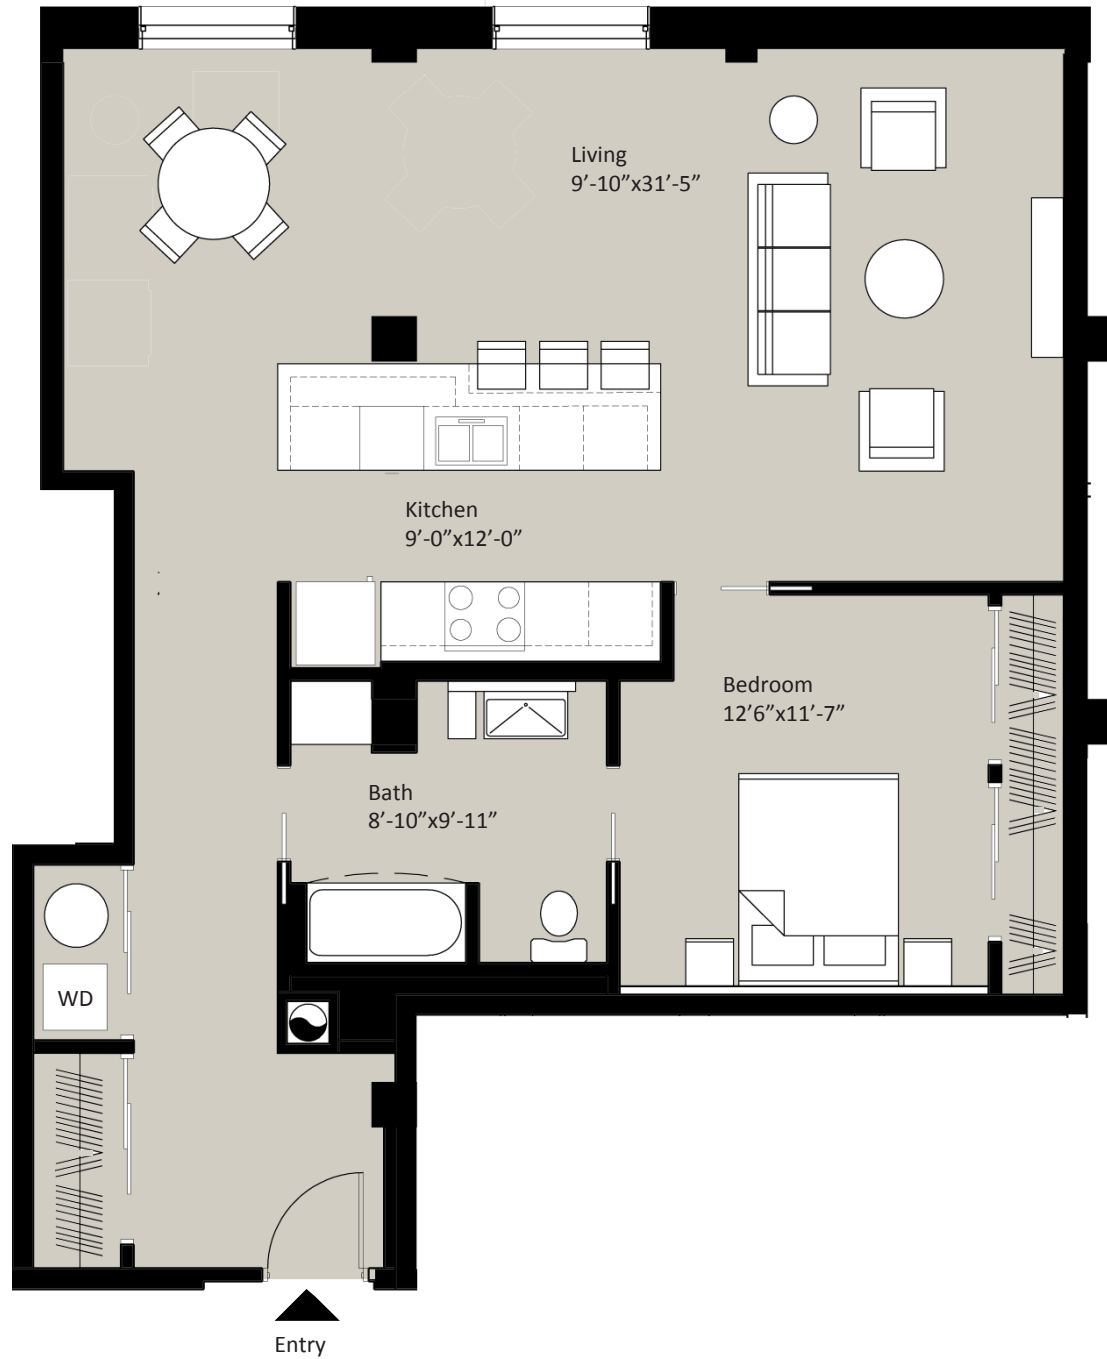 Living
9’-10”x31’-5”
Kitchen
9’-0”x12’-0”
Bedroom
12’6”x11’-7”
Bath
8’-10”x9’-11”
WD
Entry